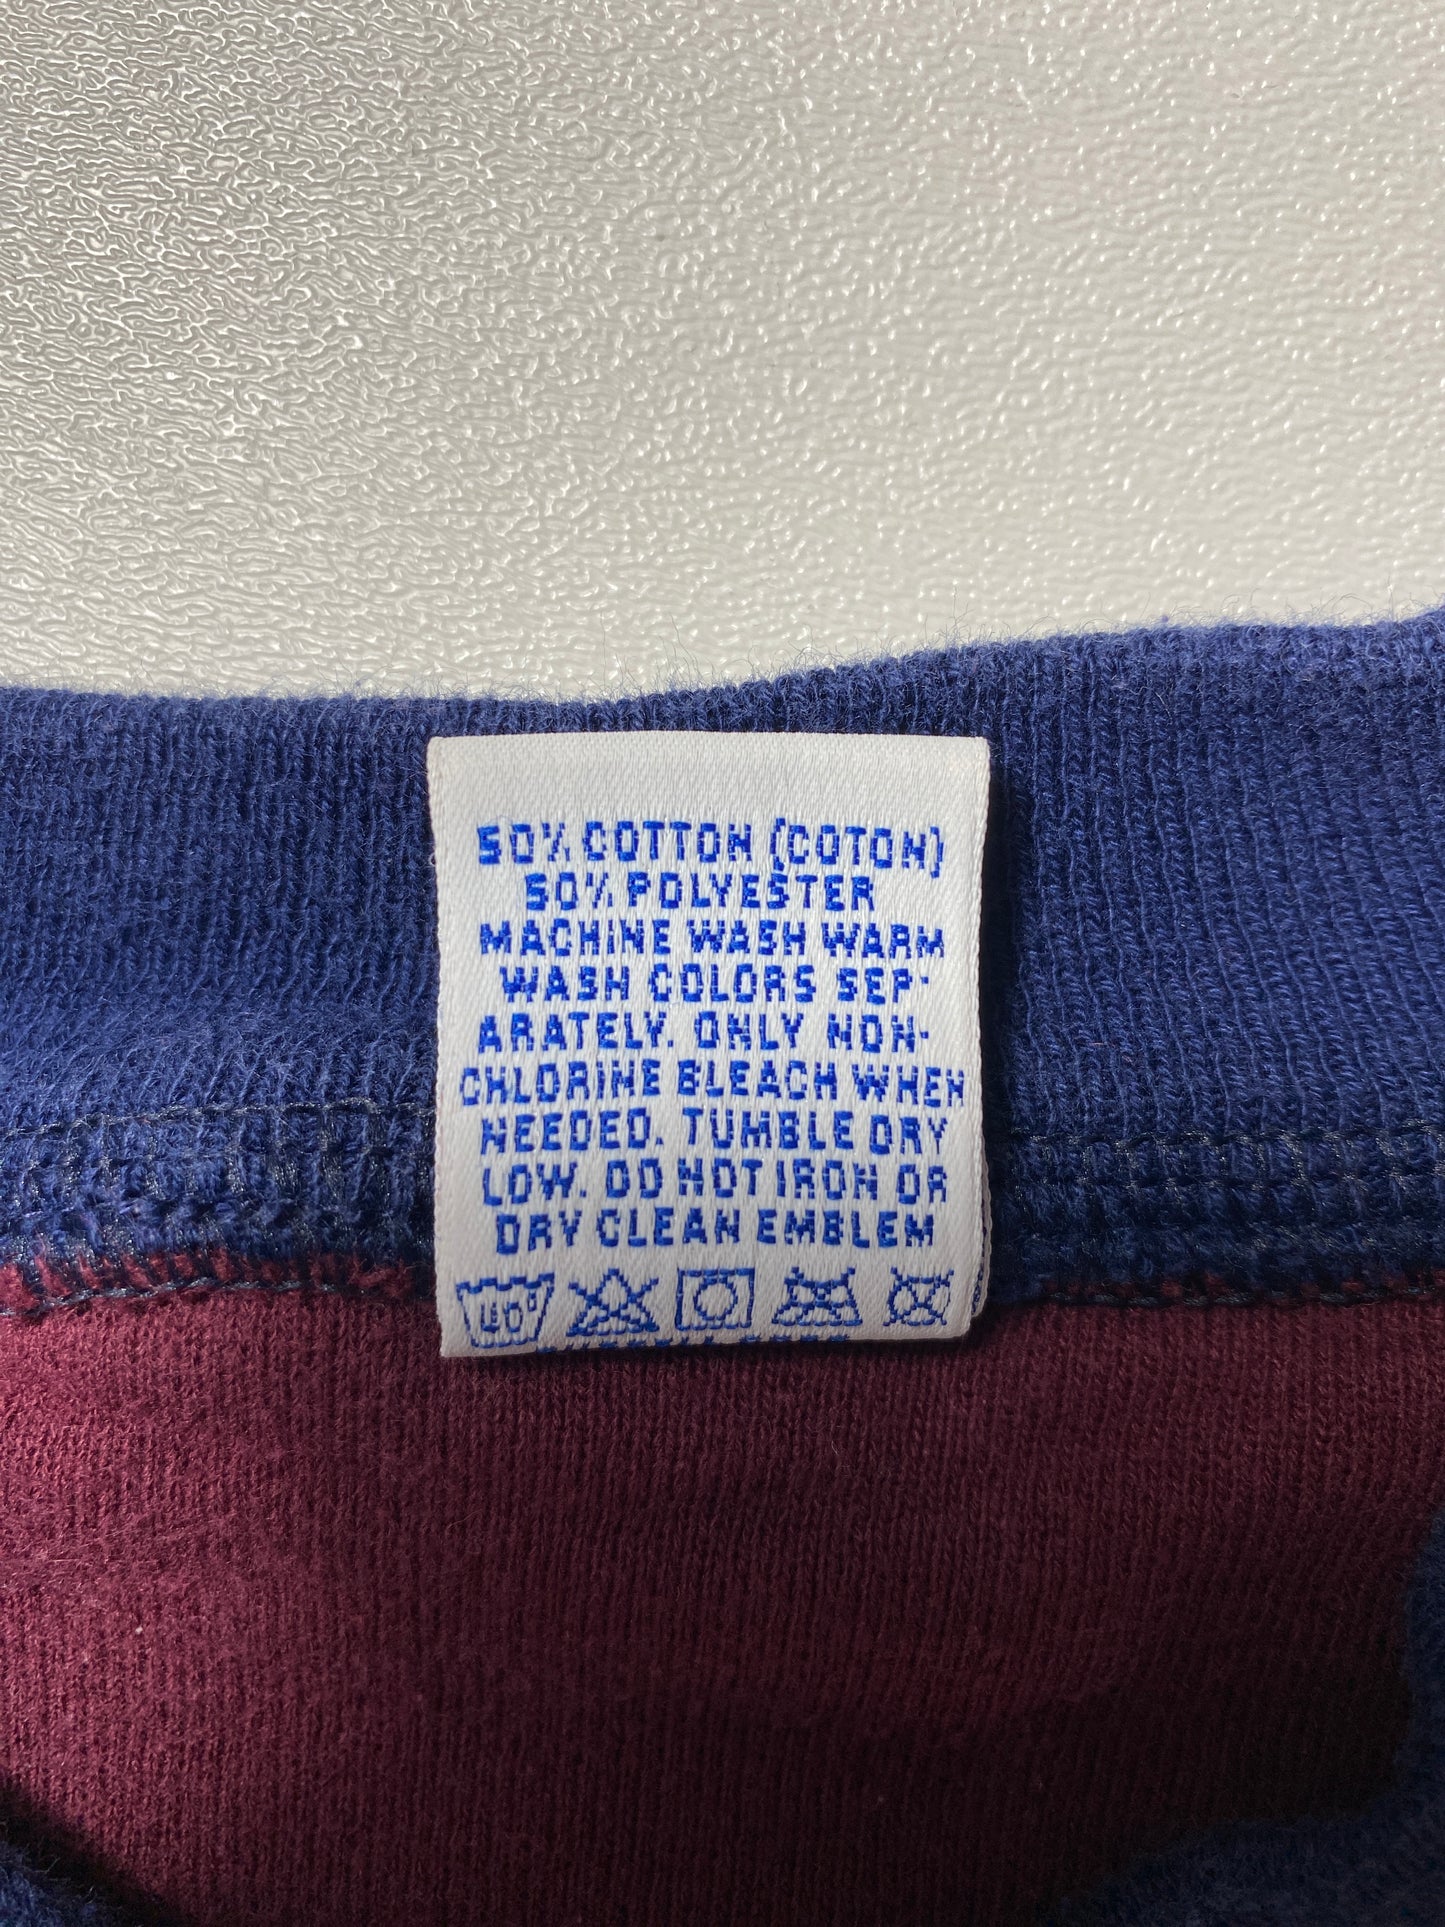 50% COTTON (COTON)
50% POLYESTER
MACHINE WASH WARM
WASH COLORS SEP-
ARATELY. ONLY NON-
CHLORINE BLEACH WHEN
NEEDED. TUMBLE DRY
LOW. DO NOT IRON OR
DRY CLEAN EMBLEM
40°